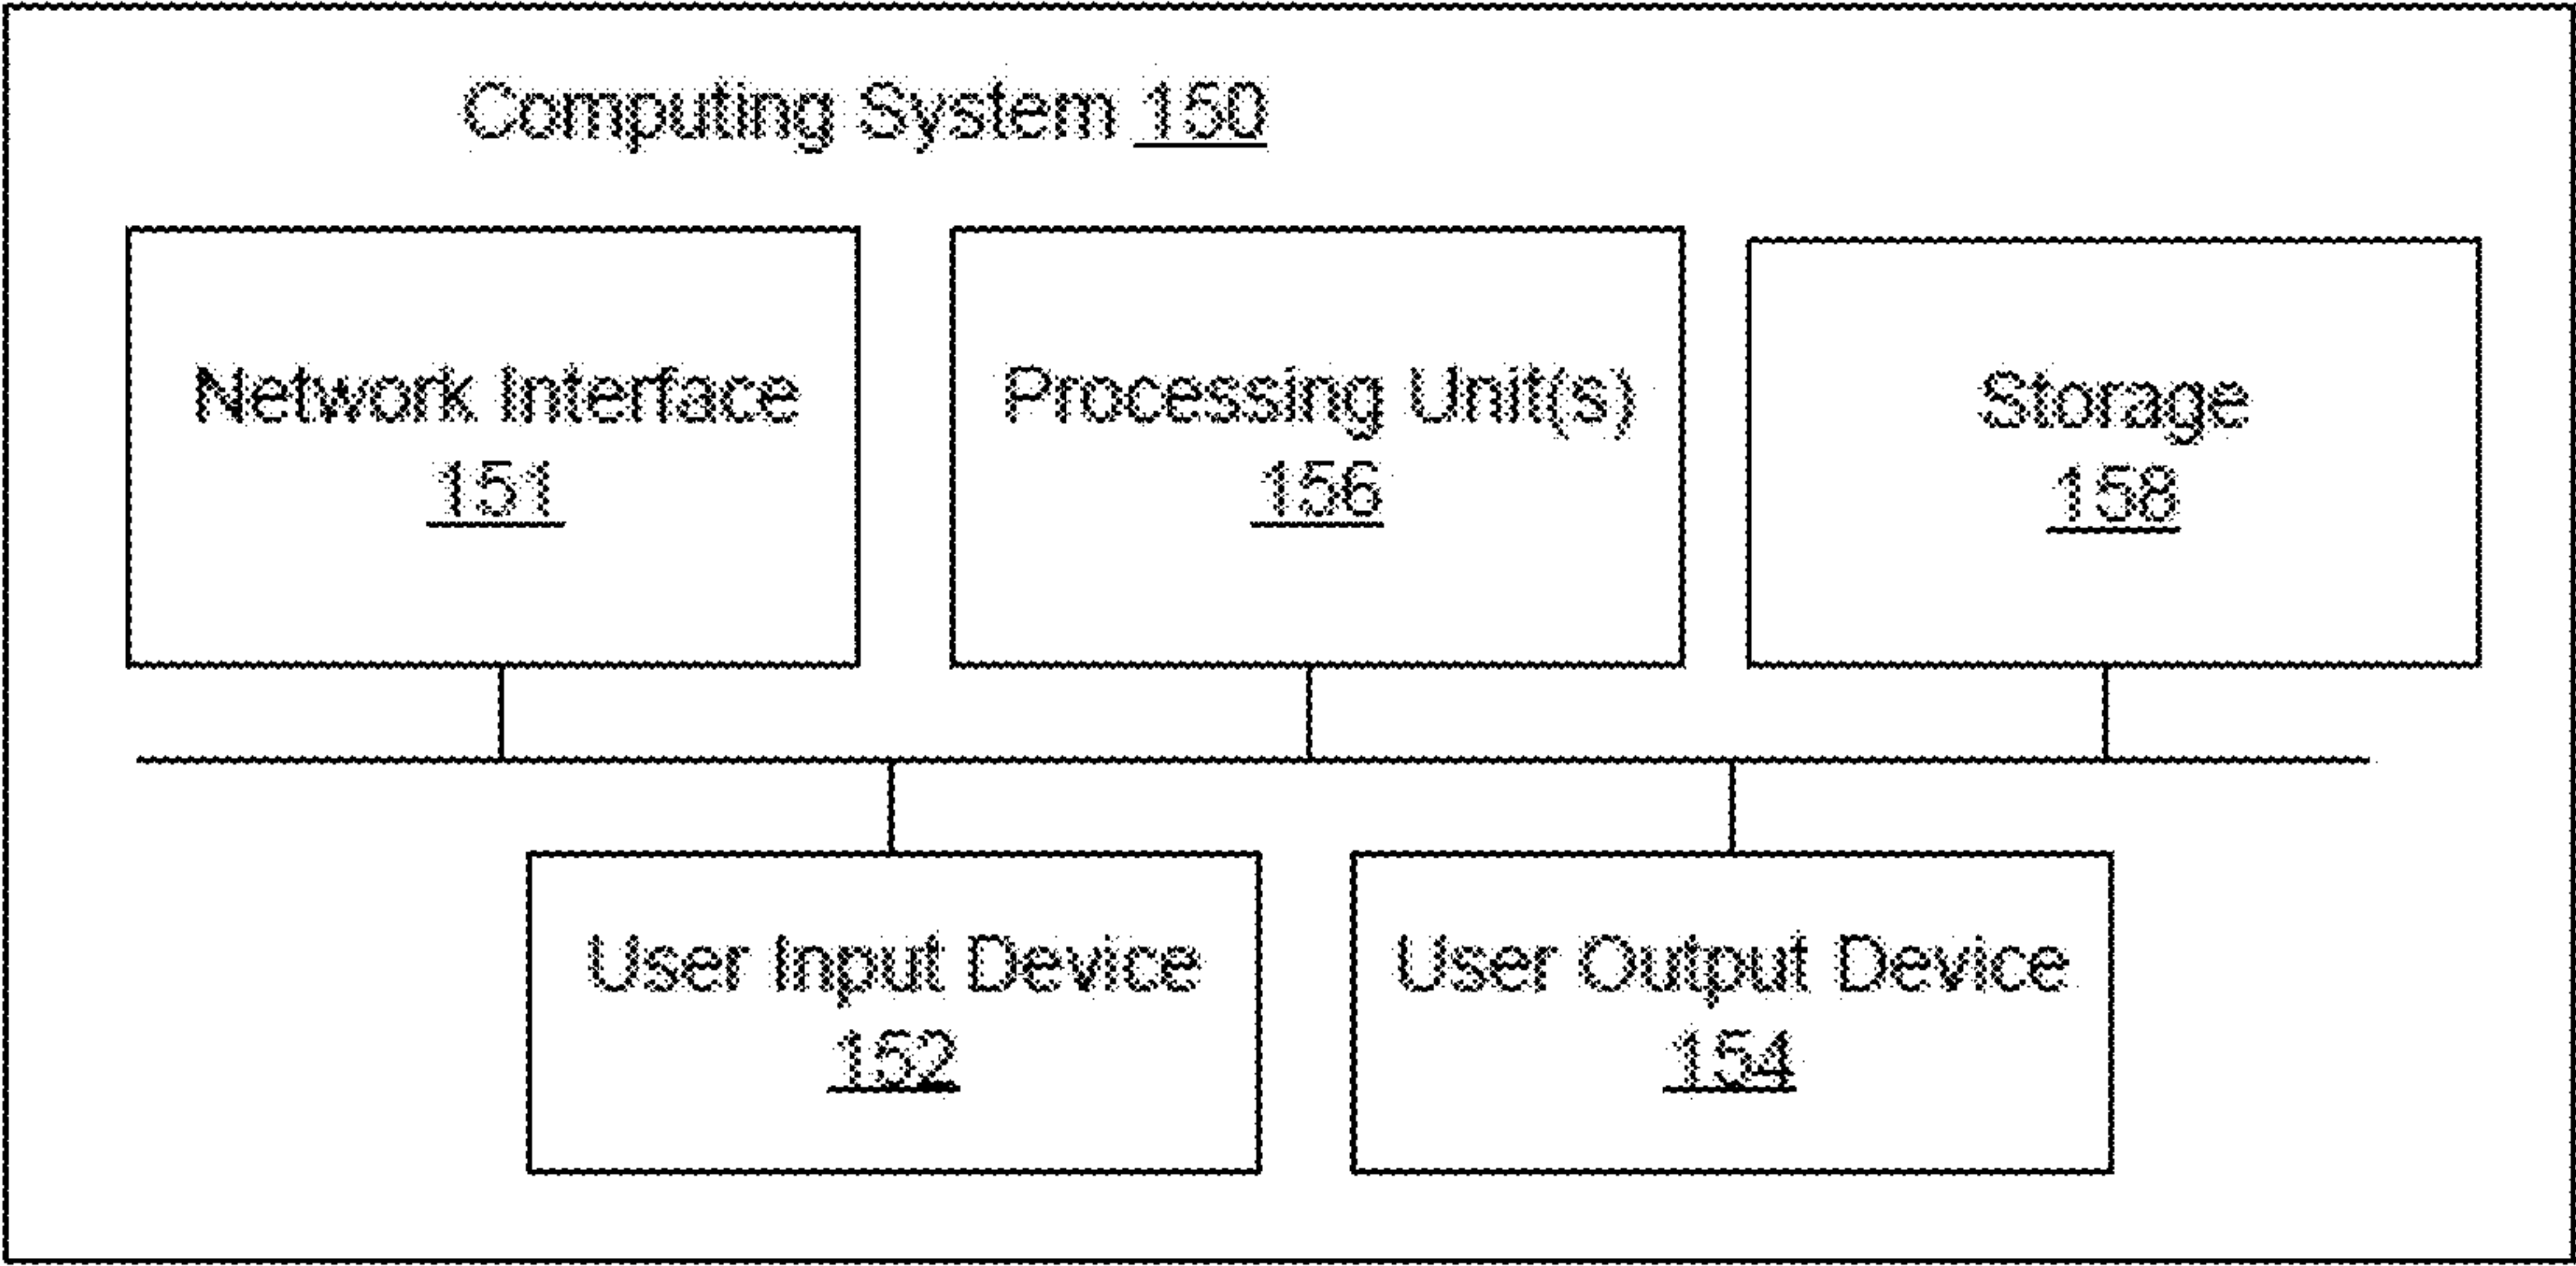 Computing System 150
Network Interface
151
Processing Unit(s)
156
Storage
158
User Input Device
152
User Output Device
154